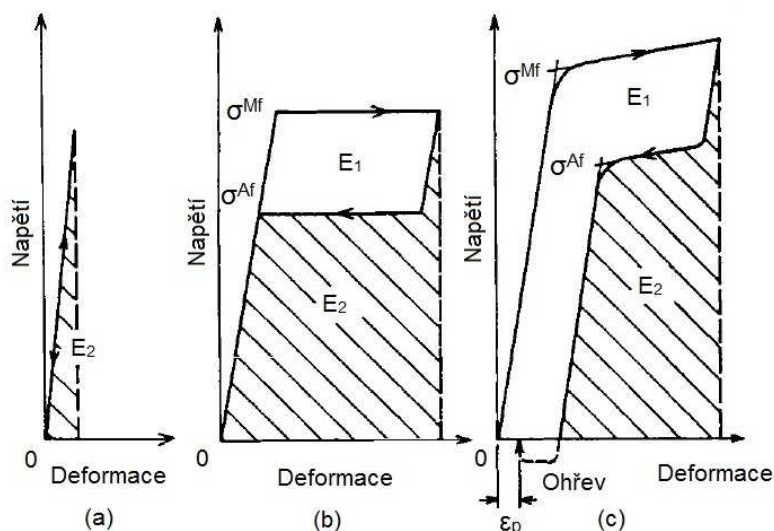 Napětí
E2
0
Deformace
(a)
Napětí
σMf
σAf
E1
E2
0
Deformace
(b)
Napětí
σMf
σAf
E1
E2
0
Ohřev
Deformace
εp
(c)